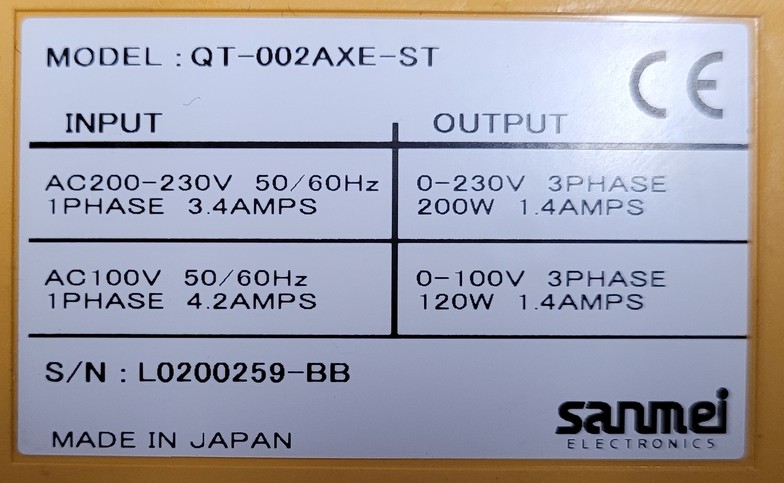 MODEL : QT-002AXE-ST
CE
INPUT
OUTPUT
AC200-230V 50/60Hz
1PHASE 3.4AMPS
0-230V 3PHASE
200W 1.4AMPS
AC100V 50/60Hz
1PHASE 4.2AMPS
0-100V 3PHASE
120W 1.4AMPS
S/N : L0200259-BB
MADE IN JAPAN
sanmei
ELECTRONICS